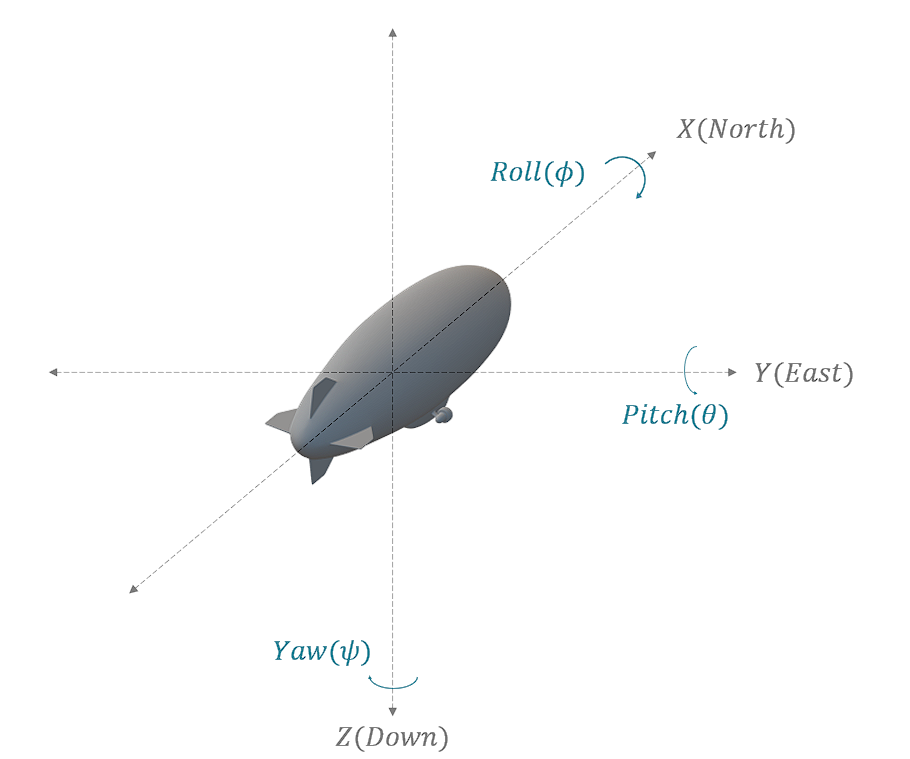 X(North)
Roll(ϕ)
Y(East)
Pitch(θ)
Yaw(ψ)
Z(Down)